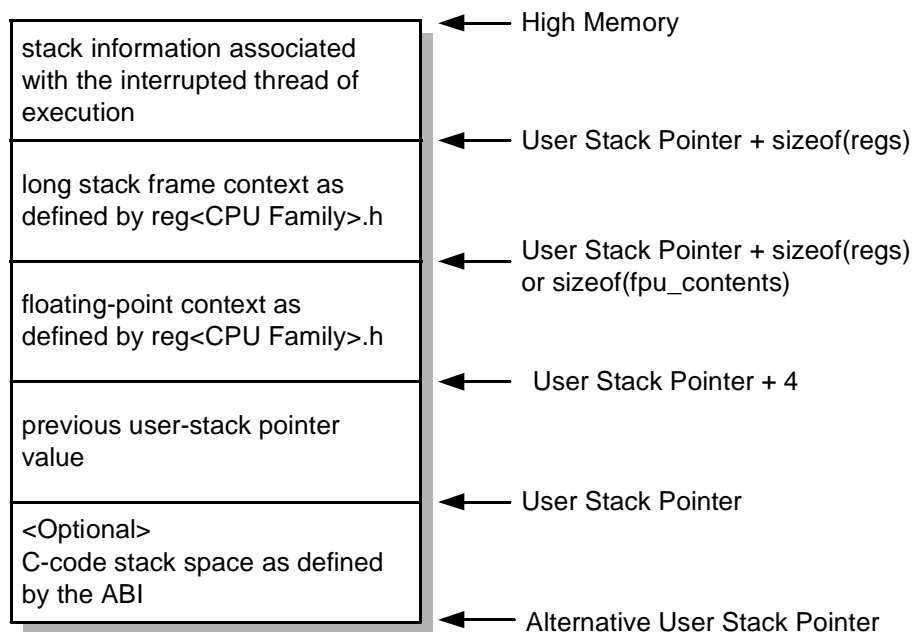 High Memory
stack information associated
with the interrupted thread of
execution
User Stack Pointer + sizeof(regs)
long stack frame context as
defined by reg<CPU Family>.h
User Stack Pointer + sizeof(regs)
or sizeof(fpu_contents)
floating-point context as
defined by reg<CPU Family>.h
User Stack Pointer + 4
previous user-stack pointer
value
User Stack Pointer
<Optional>
C-code stack space as defined
by the ABI
Alternative User Stack Pointer